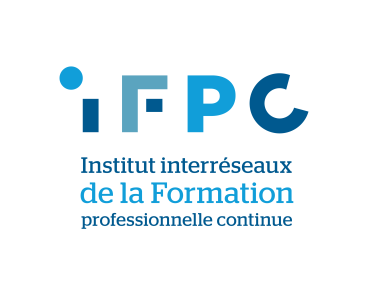 iFPC
Institut interréseaux
de la Formation
professionnelle continue